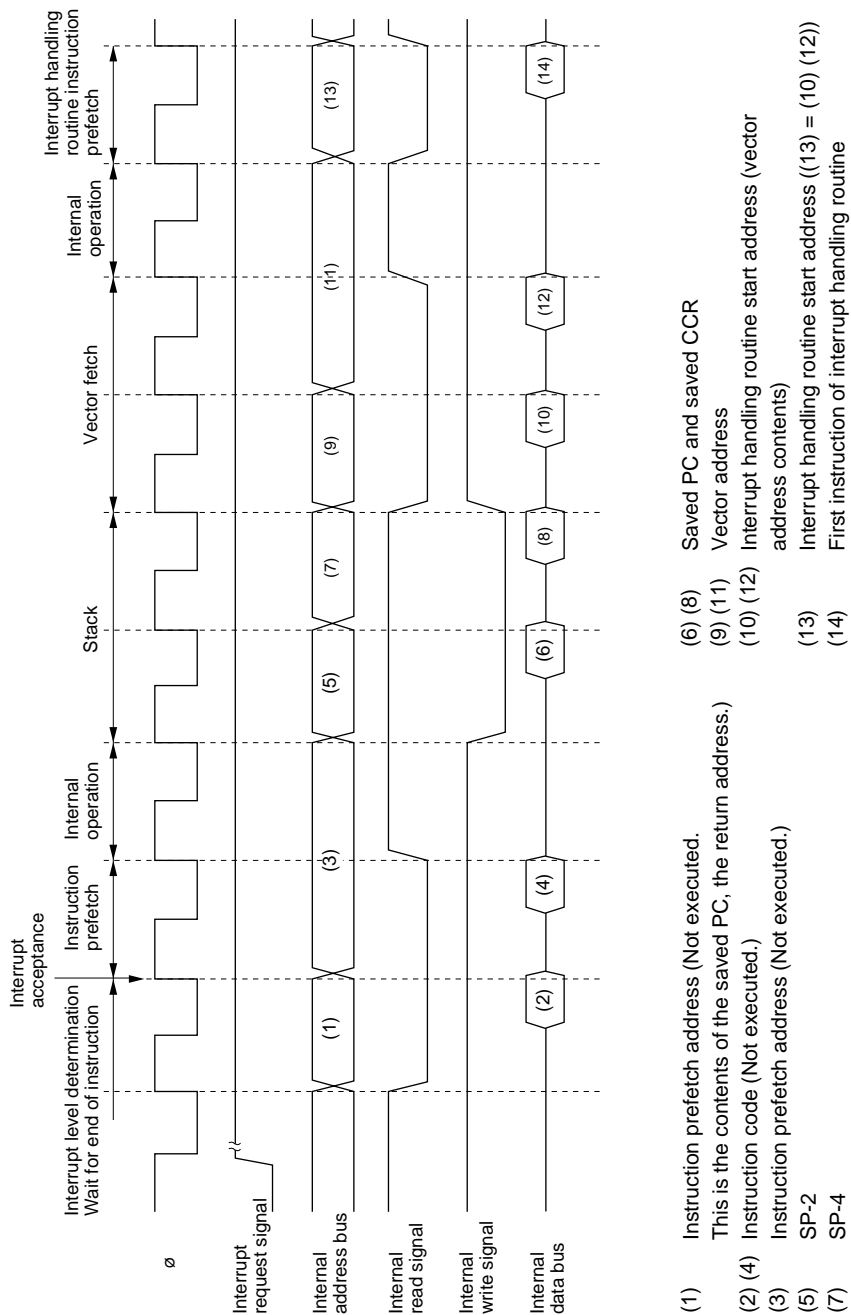 Interrupt
acceptance
Interrupt level determination
Wait for end of instruction
Instruction
prefetch
Internal
operation
Stack
Vector fetch
Internal
operation
Interrupt handling
routine instruction
prefetch
ø
Interrupt
request signal
Internal
address bus
(1)
(3)
(5)
(7)
(9)
(11)
(13)
Internal
read signal
Internal
write signal
Internal
data bus
(2)
(4)
(6)
(8)
(10)
(12)
(14)
(1) Instruction prefetch address (Not executed.
This is the contents of the saved PC, the return address.)
(2) (4) Instruction code (Not executed.)
(3) Instruction prefetch address (Not executed.)
(5) SP-2
(7) SP-4
(6) (8) Saved PC and saved CCR
(9) (11) Vector address
(10) (12) Interrupt handling routine start address (vector
address contents)
(13) Interrupt handling routine start address ((13) = (10) (12))
(14) First instruction of interrupt handling routine